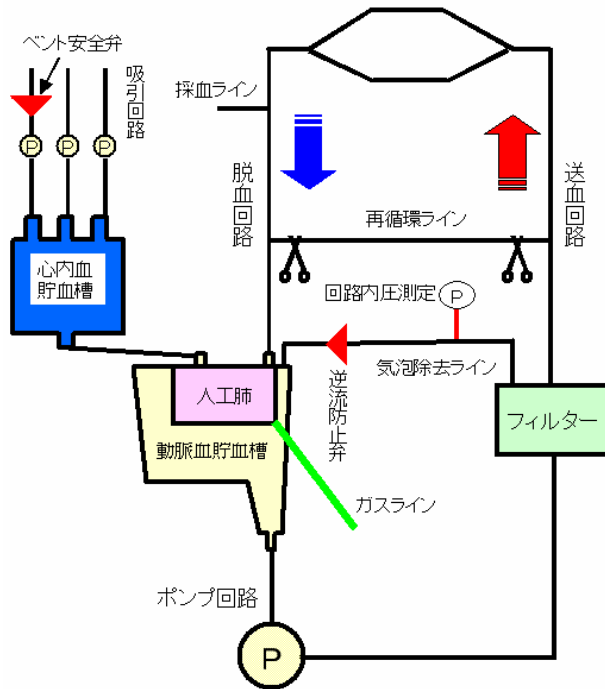 ベント安全弁
吸引回路
採血ライン
P
P
P
脱血回路
送血回路
再循環ライン
心内血
貯血槽
回路内圧測定
P
気泡除去ライン
逆流防止弁
人工肺
動脈血貯血槽
フィルター
ガスライン
ポンプ回路
P